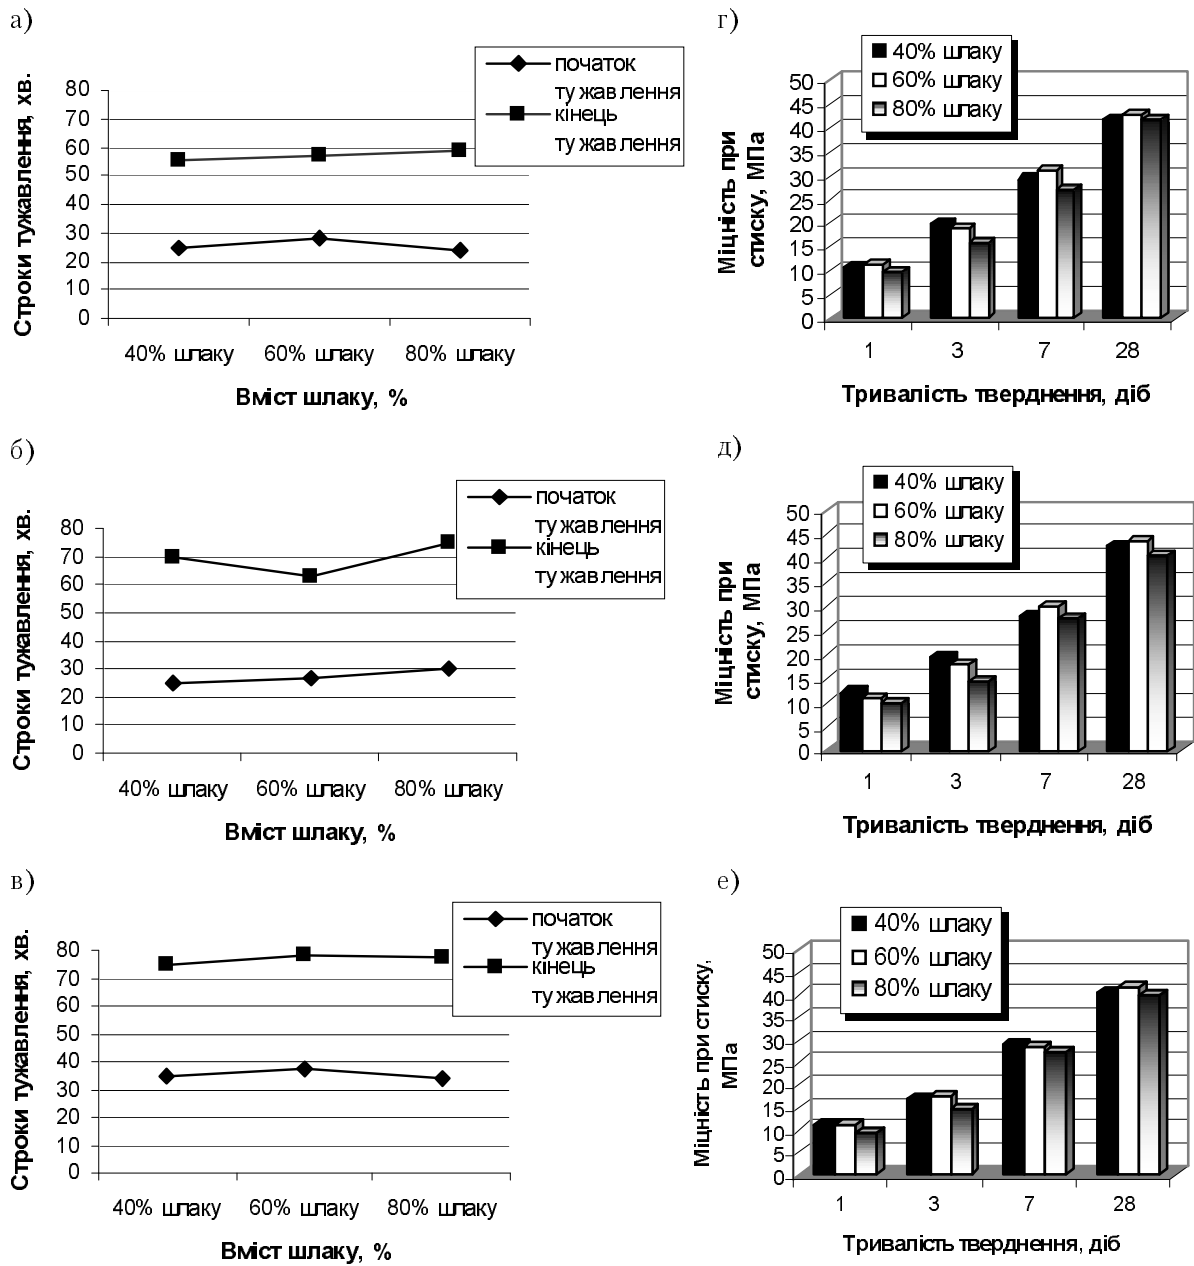 а)
початок
тужавлення
кінець
тужавлення
Строки тужавлення, хв.
80
70
60
50
40
30
20
10
0
40% шлаку 60% шлаку 80% шлаку
Вміст шлаку, %
г)
40% шлаку
60% шлаку
80% шлаку
Міцність при
стиску, МПа
50
45
40
35
30
25
20
15
10
5
0
1 3 7 28
Тривалість тверднення, діб
б)
початок
тужавлення
кінець
тужавлення
Строки тужавлення, хв.
80
70
60
50
40
30
20
10
0
40% шлаку 60% шлаку 80% шлаку
Вміст шлаку, %
д)
40% шлаку
60% шлаку
80% шлаку
Міцність при
стиску, МПа
50
45
40
35
30
25
20
15
10
5
0
1 3 7 28
Тривалість тверднення, діб
в)
початок
тужавлення
кінець
тужавлення
Строки тужавлення, хв.
80
70
60
50
40
30
20
10
0
40% шлаку 60% шлаку 80% шлаку
Вміст шлаку, %
е)
40% шлаку
60% шлаку
80% шлаку
Міцність при стиску,
МПа
50
45
40
35
30
25
20
15
10
5
0
1 3 7 28
Тривалість тверднення, діб